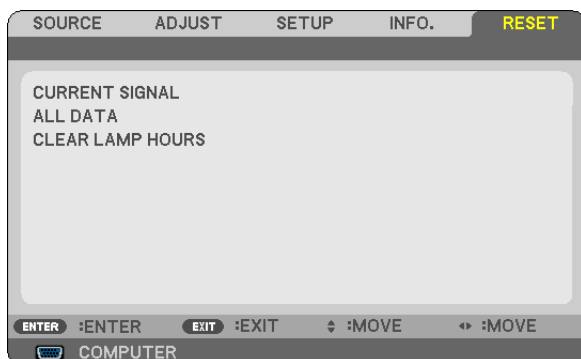 SOURCE ADJUST SETUP INFO. RESET
CURRENT SIGNAL
ALL DATA
CLEAR LAMP HOURS
ENTER :ENTER EXIT :EXIT :MOVE :MOVE
COMPUTER